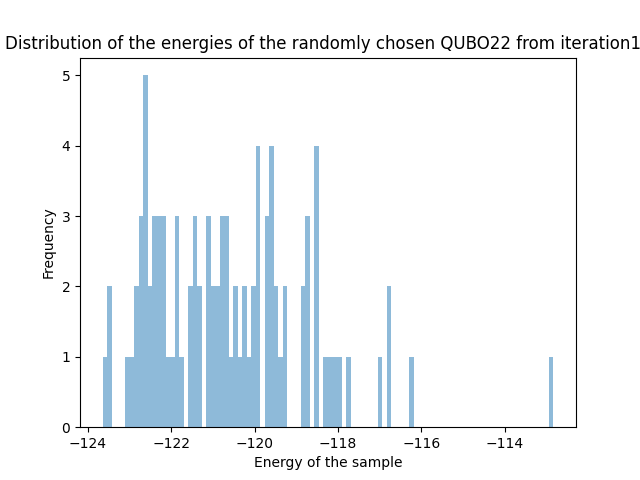 Distribution of the energies of the randomly chosen QUBO22 from iteration1
5
4
3
2
1
0
Frequency
−124 −122 −120 −118 −116 −114
Energy of the sample